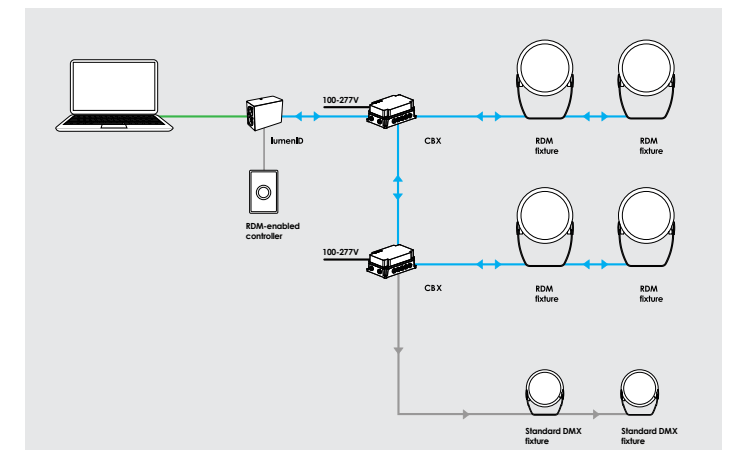 100-277V
lumenID
CBX
RDM
fixture
RDM
fixture
RDM-enabled
controller
100-277V
CBX
RDM
fixture
RDM
fixture
Standard DMX
fixture
Standard DMX
fixture